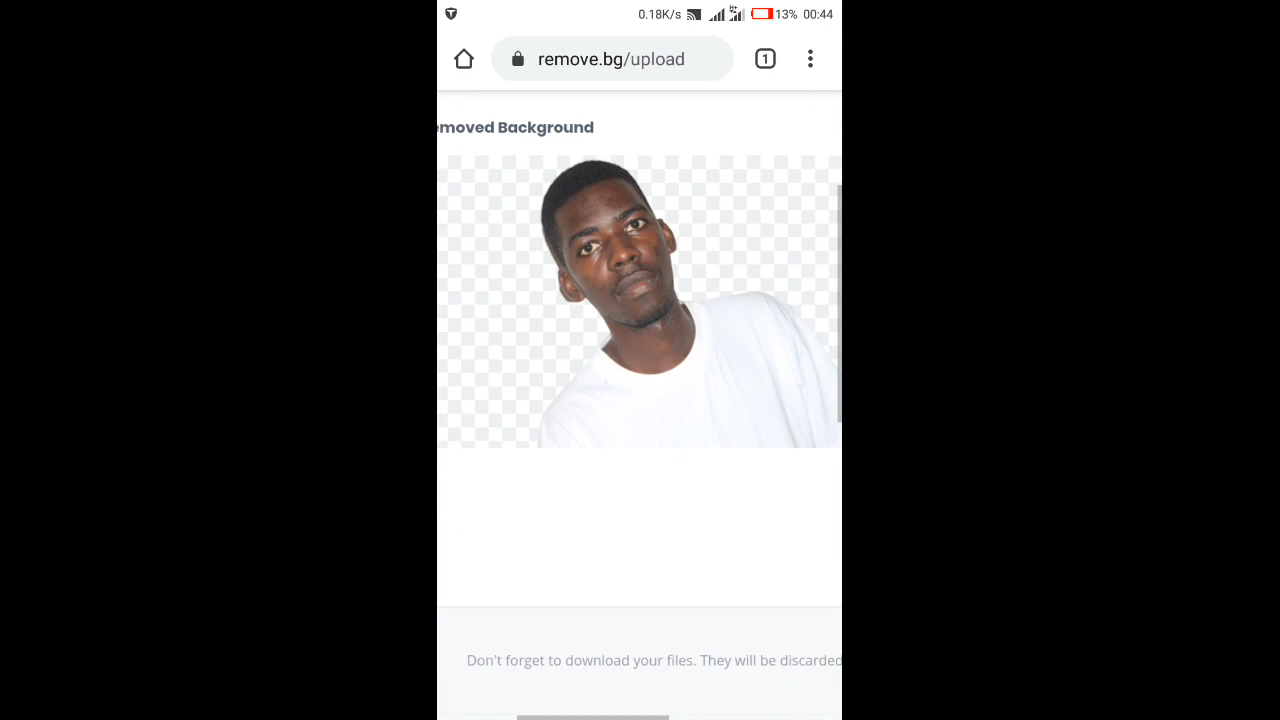 0.18K/s 13% 00:44
remove.bg/upload 1
emoved Background
Don't forget to download your files. They will be discarded